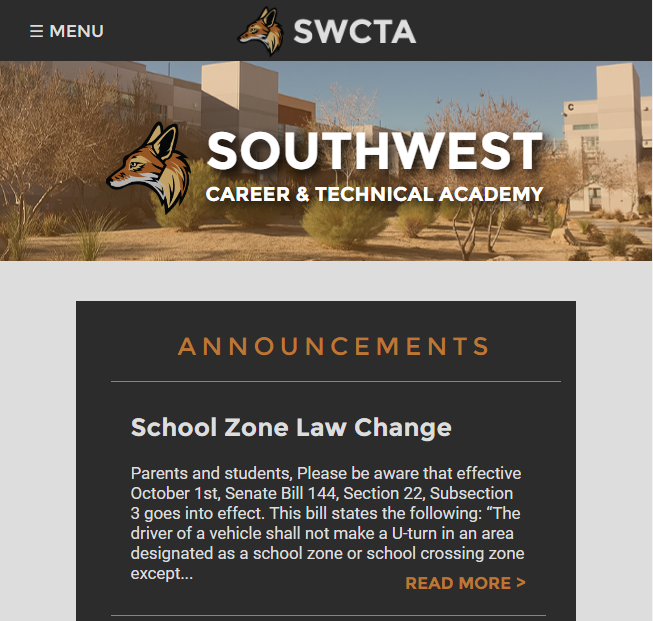 ☰ MENU
SWCTA
C
SOUTHWEST
CAREER & TECHNICAL ACADEMY
ANNOUNCEMENTS
School Zone Law Change
Parents and students, Please be aware that effective
October 1st, Senate Bill 144, Section 22, Subsection
3 goes into effect. This bill states the following: “The
driver of a vehicle shall not make a U-turn in an area
designated as a school zone or school crossing zone
except...
READ MORE >